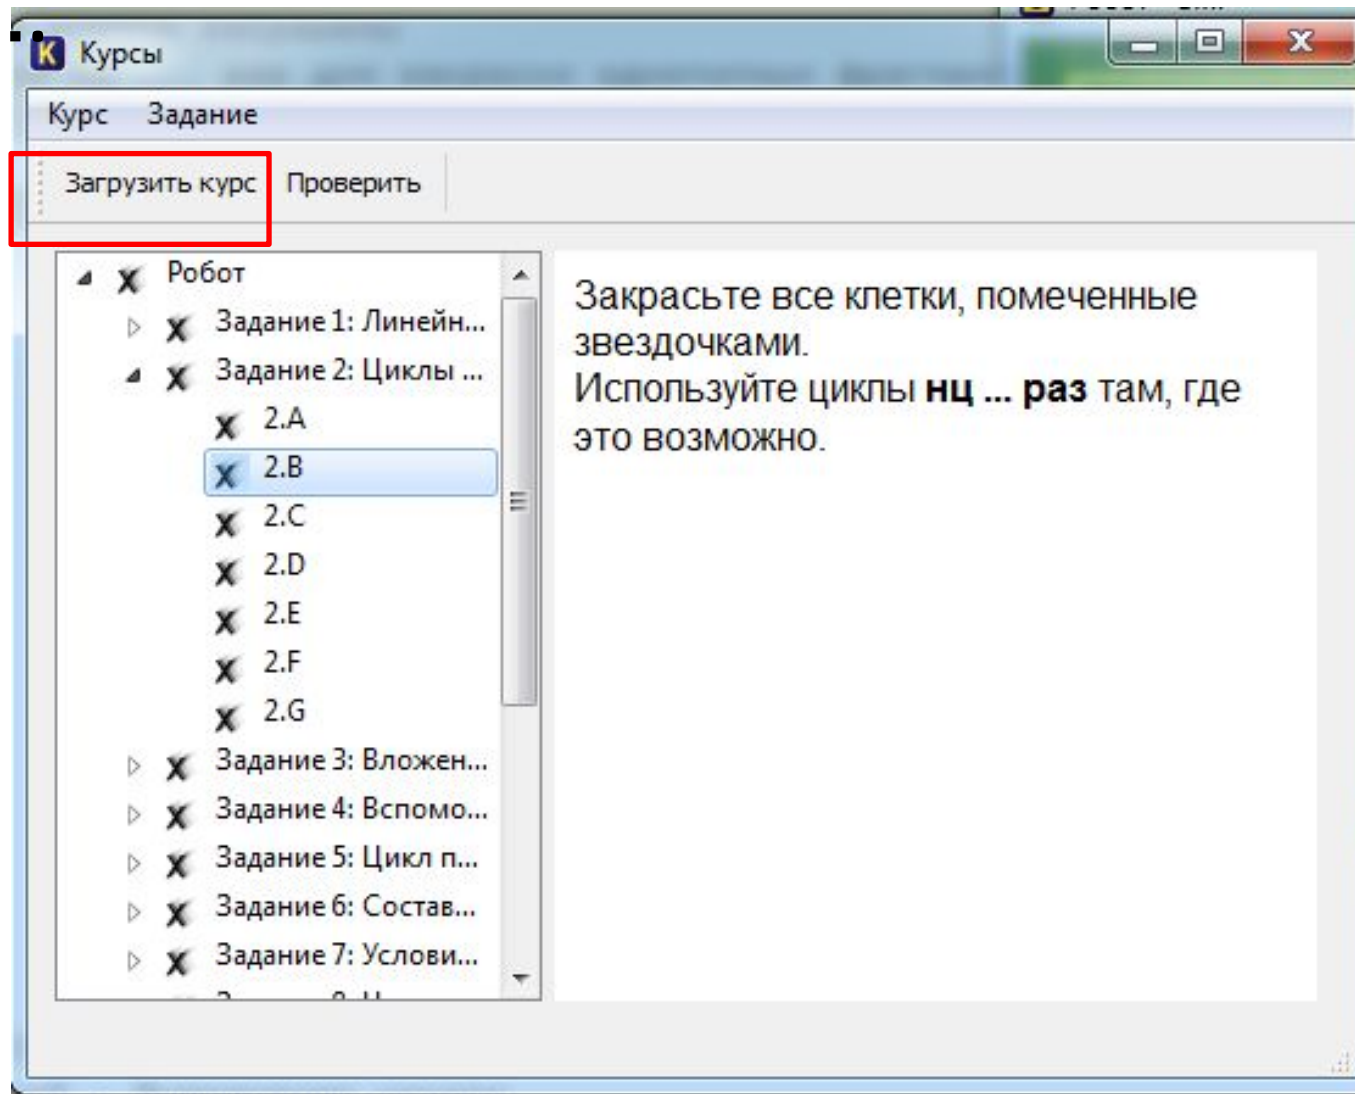 Курсы
Курс Задание
Загрузить курс Проверить
Робот
Задание 1: Линейн...
Задание 2: Циклы ...
2.A
2.B
2.C
2.D
2.E
2.F
2.G
Задание 3: Вложен...
Задание 4: Вспомо...
Задание 5: Цикл п...
Задание 6: Состав...
Задание 7: Услови...
Закрасьте все клетки, помеченные
звездочками.
Используйте циклы нц ... раз там, где
это возможно.